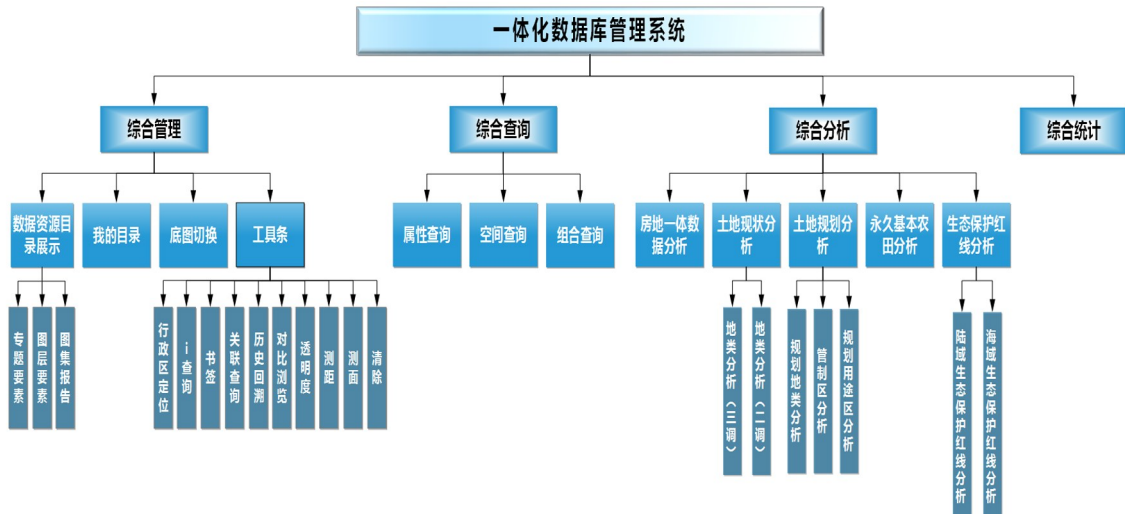 一体化数据库管理系统
综合管理
综合查询
综合分析
综合统计
数据资源目
录展示
我的目录
底图切换
工具条
属性查询
空间查询
组合查询
房地一体数
据分析
土地现状分
析
土地规划分
析
永久基本农
田分析
生态保护红
线分析
专题要素
图层要素
图集报告
行政区定位
i查询
书签
关联查询
历史回溯
对比浏览
透明度
测距
测面
清除
地类分析（三调）
地类分析（二调）
规划地类分析
管制区分析
规划用途区分析
陆域生态保护红线分析
海域生态保护红线分析